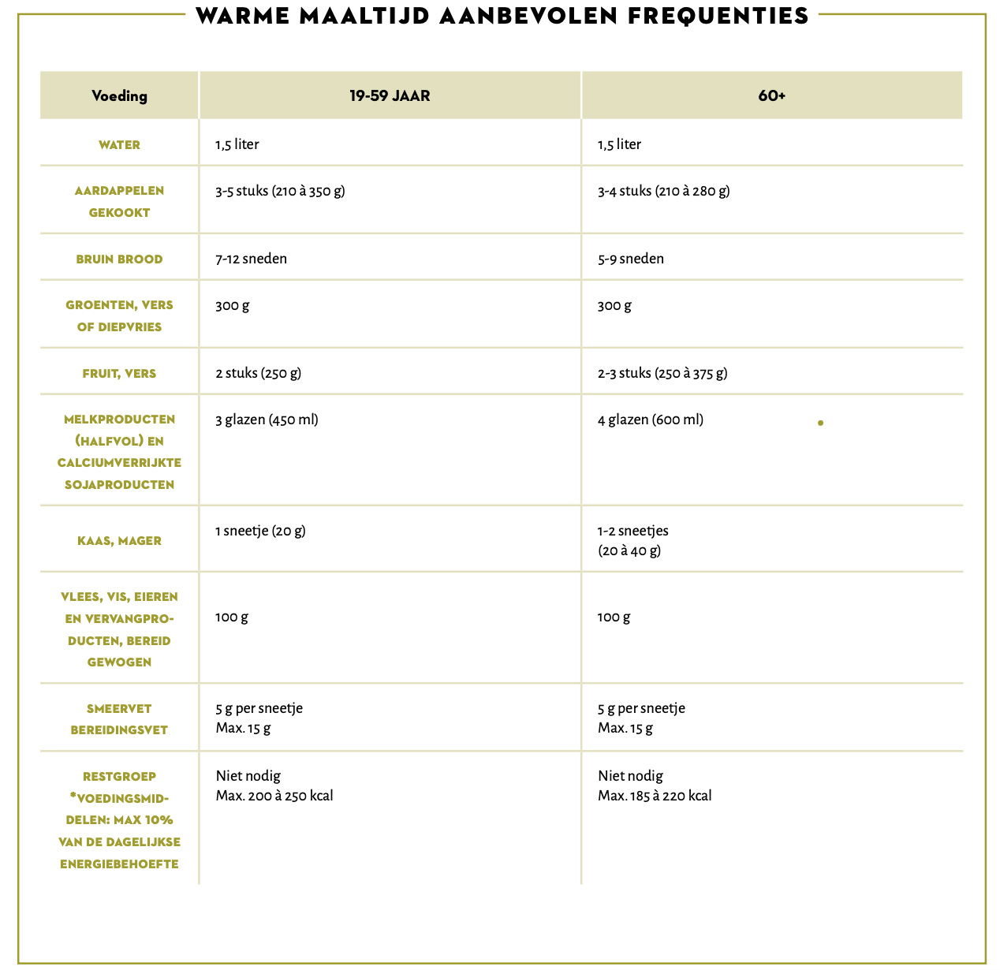 WARME MAALTIJD AANBEVOLEN FREQUENTIES
Voeding 19-59 JAAR 60+
WATER 1,5 liter 1,5 liter
AARDAPPELEN 3-5 stuks (210 à 350 g) 3-4 stuks (210 à 280 g)
GEKOOKT
BRUIN BROOD 7-12 sneden 5-9 sneden
GROENTEN, VERS 300 g 300 g
OF DIEPVRIES
FRUIT, VERS 2 stuks (250 g) 2-3 stuks (250 à 375 g)
MELKPRODUCTEN 3 glazen (450 ml) 4 glazen (600 ml)
(HALFVOL) EN
CALCIUMVERRIJKTE
SOJAPRODUCTEN
KAAS, MAGER 1 sneetje (20 g) 1-2 sneetjes
(20 à 40 g)
VLEES, VIS, EIEREN
EN VERVANGPRO- 100 g 100 g
DUCTEN, BEREID
GEWOGEN
SMEERVET 5 g per sneetje 5 g per sneetje
BEREIDINGSVET Max. 15 g Max. 15 g
RESTGROEP Niet nodig Niet nodig
*VOEDINGSMID- Max. 200 à 250 kcal Max. 185 à 220 kcal
DELEN: MAX 10%
VAN DE DAGELIJKSE
ENERGIEBEHOEFTE